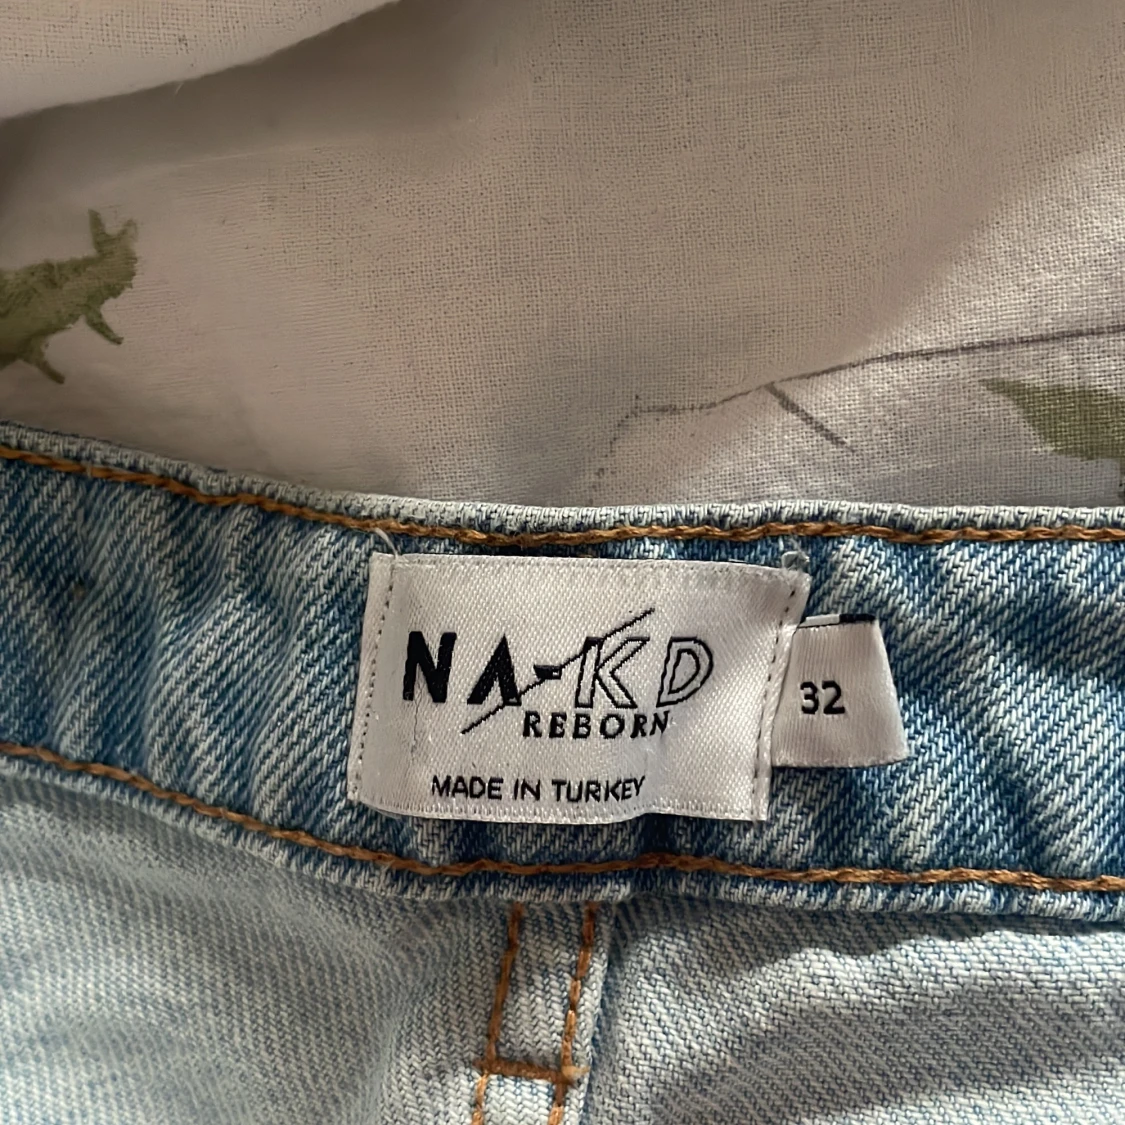 NA-KD
REBORN
MADE IN TURKEY
32